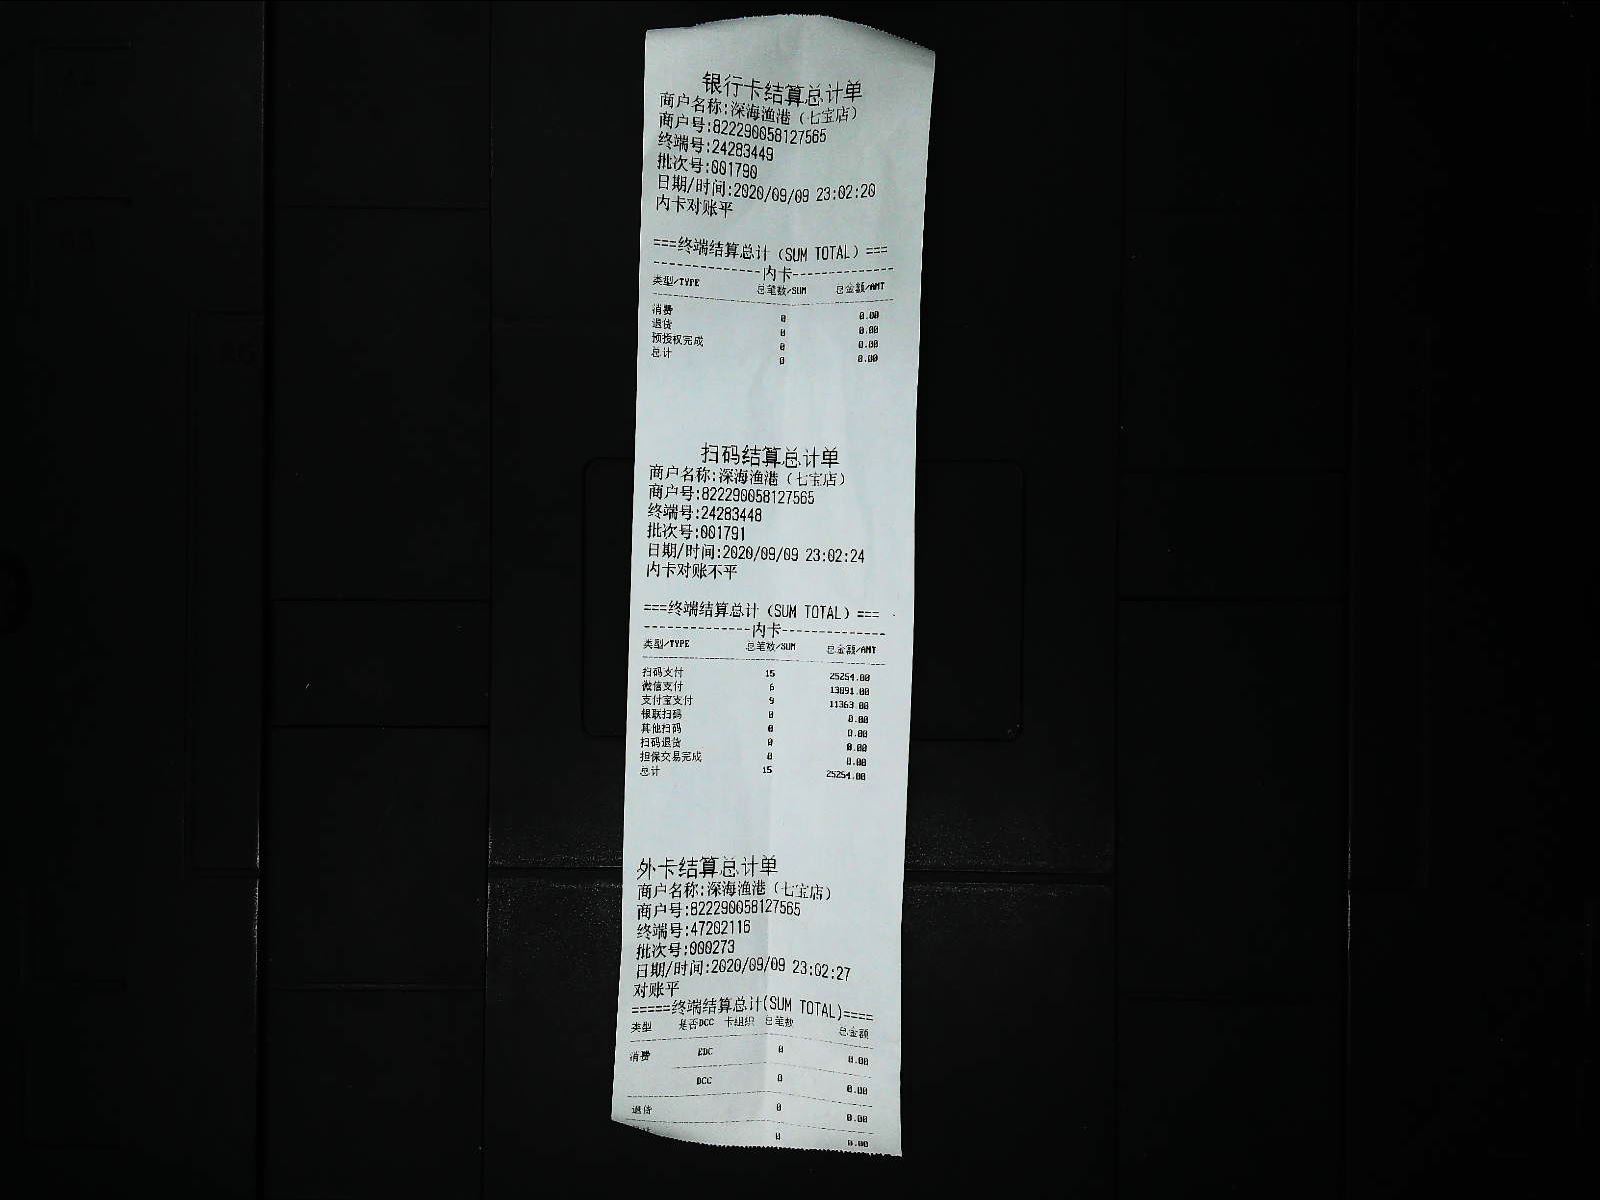 银行卡结算总计单
商户名称:深海渔港（七宝店）
商户号:822290058127565
终端号:24283449
批次号:001790
日期/时间:2020/09/09 23:02:20
内卡对账平
===终端结算总计（SUM TOTAL）===
--------------内卡--------------
类型/TYPE 总笔数/SUM 总金额/AMT
消费 0 0.00
退货 0 0.00
预授权完成 0 0.00
总计 0 0.00
扫码结算总计单
商户名称:深海渔港（七宝店）
商户号:822290058127565
终端号:24283448
批次号:001791
日期/时间:2020/09/09 23:02:24
内卡对账不平
===终端结算总计（SUM TOTAL）===
--------------内卡--------------
类型/TYPE 总笔数/SUM 总金额/AMT
扫码支付 15 25254.00
微信支付 6 13891.00
支付宝支付 9 11363.00
银联扫码 0 0.00
其他扫码 0 0.00
扫码退货 0 0.00
担保交易完成 0 0.00
总计 15 25254.00
外卡结算总计单
商户名称:深海渔港（七宝店）
商户号:822290058127565
终端号:47202116
批次号:000273
日期/时间:2020/09/09 23:02:27
对账平
=====终端结算总计(SUM TOTAL)====
类型 是否DCC 卡组织 总笔数 总金额
消费 EDC 0 0.00
DCC 0 0.00
退货 0 0.00
0 0.00